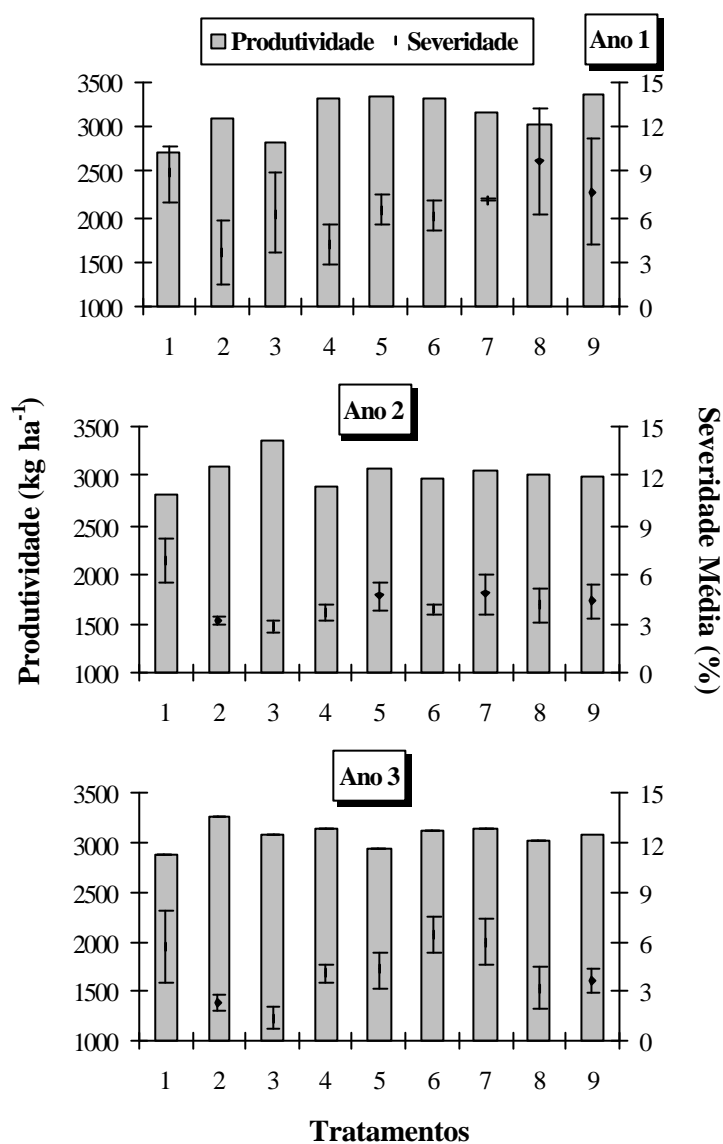 Produtividade Severidade Ano 1
3500 15
3000 12
2500 9
2000 6
1500 3
1000 0
1 2 3 4 5 6 7 8 9
Produtividade (kg ha⁻¹)
Severidade Média (%)
Ano 2
3500 15
3000 12
2500 9
2000 6
1500 3
1000 0
1 2 3 4 5 6 7 8 9
Ano 3
3500 15
3000 12
2500 9
2000 6
1500 3
1000 0
1 2 3 4 5 6 7 8 9
Tratamentos